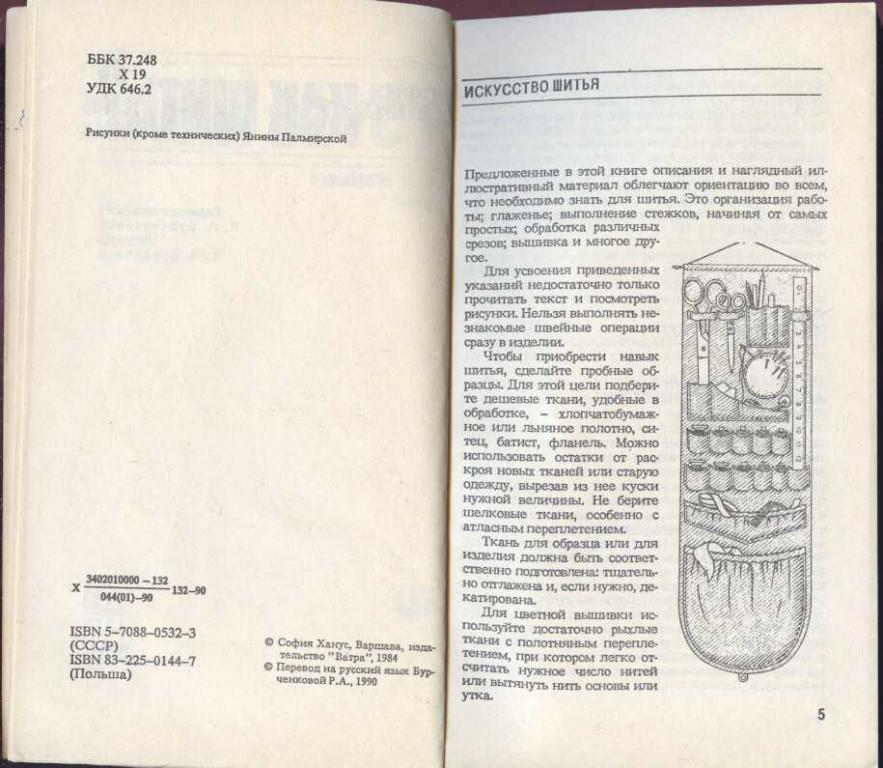 ББК 37.248
Х 19
УДК 646.2
Рисунки (кроме технических) Янины Палмирской
Х 3402010000 – 132
044(01)–90
132–90
ISBN 5–7088–0532–3
(СССР)
ISBN 83–225–0144–7
(Польша)
© София Ханус, Варшава, изда-
тельство "Ватра", 1984
© Перевод на русский язык Бур-
ченковой Р.А., 1990
ИСКУССТВО ШИТЬЯ
Предложенные в этой книге описания и наглядный ил-
люстративный материал облегчают ориентацию во всем,
что необходимо знать для шитья. Это организация рабо-
ты; глаженье; выполнение стежков, начиная от самых
простых; обработка различных
срезов; вышивка и многое дру-
гое.
Для усвоения приведенных
указаний недостаточно только
прочитать текст и посмотреть
рисунки. Нельзя выполнять не-
знакомые швейные операции
сразу в изделии.
Чтобы приобрести навык
шитья, сделайте пробные об-
разцы. Для этой цели подбери-
те дешевые ткани, удобные в
обработке, – хлопчатобумаж-
ное или льняное полотно, си-
тец, батист, фланель. Можно
использовать остатки от рас-
кроя новых тканей или старую
одежду, вырезав из нее куски
нужной величины. Не берите
шелковые ткани, особенно с
атласным переплетением.
Ткань для образца или для
изделия должна быть соответ-
ственно подготовлена: тщатель-
но отглажена и, если нужно, де-
катирована.
Для цветной вышивки ис-
пользуйте достаточно рыхлые
ткани с полотняным перепле-
тением, при котором легко от-
считать нужное число нитей
или вытянуть нить основы или
утка.
5